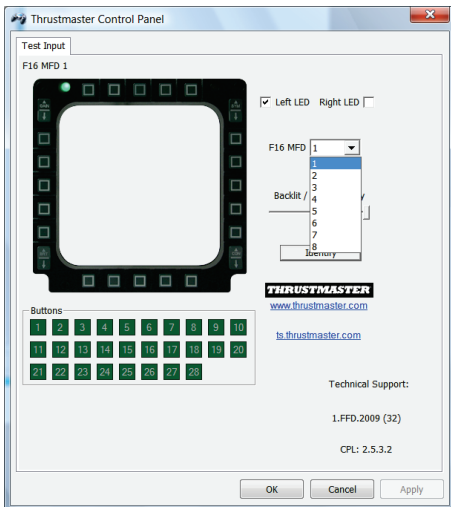 Thrustmaster Control Panel
Test Input
F16 MFD 1
Left LED Right LED
F16 MFD 1
1
2
3
4
5
6
7
8
Backlit / y
Identify
THRUSTMASTER
www.thrustmaster.com
ts.thrustmaster.com
Buttons
1 2 3 4 5 6 7 8 9 10
11 12 13 14 15 16 17 18 19 20
21 22 23 24 25 26 27 28
Technical Support:
1.FFD.2009 (32)
CPL: 2.5.3.2
OK Cancel Apply